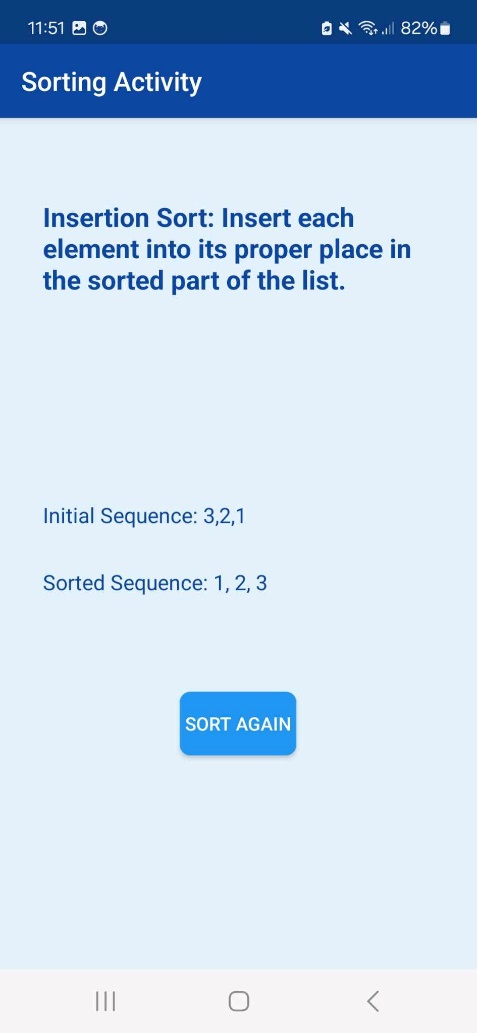 11:51 82%
Sorting Activity
Insertion Sort: Insert each
element into its proper place in
the sorted part of the list.
Initial Sequence: 3,2,1
Sorted Sequence: 1, 2, 3
SORT AGAIN